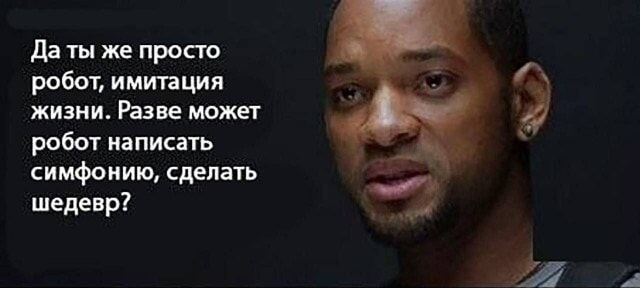 Да ты же просто
робот, имитация
жизни. Разве может
робот написать
симфонию, сделать
шедевр?